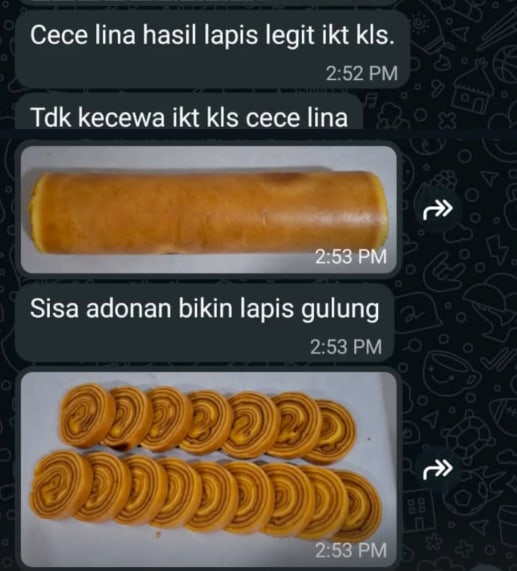 Cece lina hasil lapis legit ikt kls.
2:52 PM
Tdk kecewa ikt kls cece lina
2:53 PM
Sisa adonan bikin lapis gulung
2:53 PM
2:53 PM